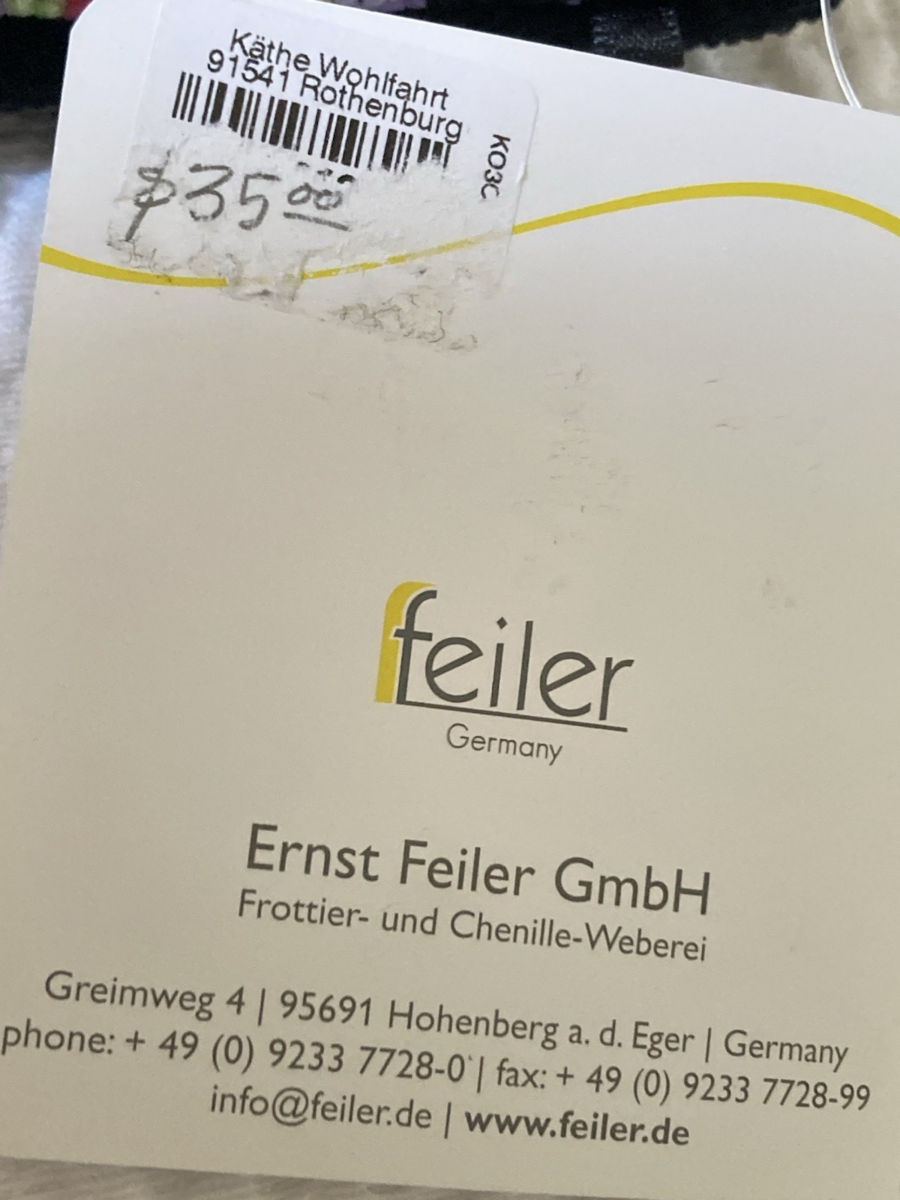 Käthe Wohlfahrt
91541 Rothenburg
KO3C
$35.00
feiler
Germany
Ernst Feiler GmbH
Frottier- und Chenille-Weberei
Greimweg 4 | 95691 Hohenberg a. d. Eger | Germany
phone: + 49 (0) 9233 7728-0 | fax: + 49 (0) 9233 7728-99
info@feiler.de | www.feiler.de